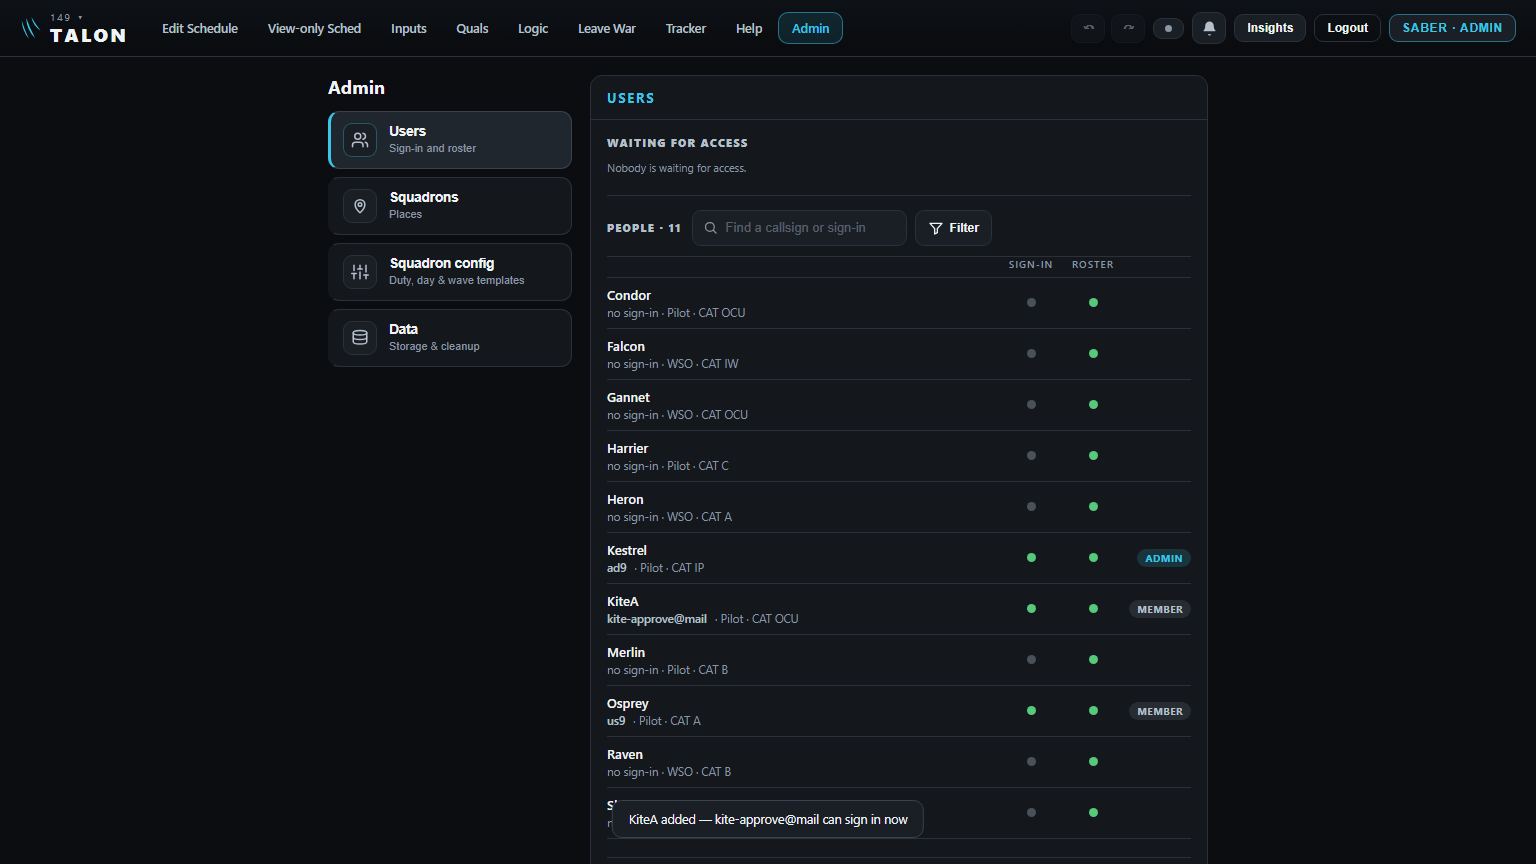 149 ▾
TALON
Edit Schedule
View-only Sched
Inputs
Quals
Logic
Leave War
Tracker
Help
Admin
Insights
Logout
SABER · ADMIN
Admin
Users
Sign-in and roster
Squadrons
Places
Squadron config
Duty, day & wave templates
Data
Storage & cleanup
USERS
WAITING FOR ACCESS
Nobody is waiting for access.
PEOPLE · 11
Find a callsign or sign-in
Filter
SIGN-IN
ROSTER
Condor
no sign-in · Pilot · CAT OCU
Falcon
no sign-in · WSO · CAT IW
Gannet
no sign-in · WSO · CAT OCU
Harrier
no sign-in · Pilot · CAT C
Heron
no sign-in · WSO · CAT A
Kestrel
ad9 · Pilot · CAT IP
ADMIN
KiteA
kite-approve@mail · Pilot · CAT OCU
MEMBER
Merlin
no sign-in · Pilot · CAT B
Osprey
us9 · Pilot · CAT A
MEMBER
Raven
no sign-in · WSO · CAT B
KiteA added — kite-approve@mail can sign in now